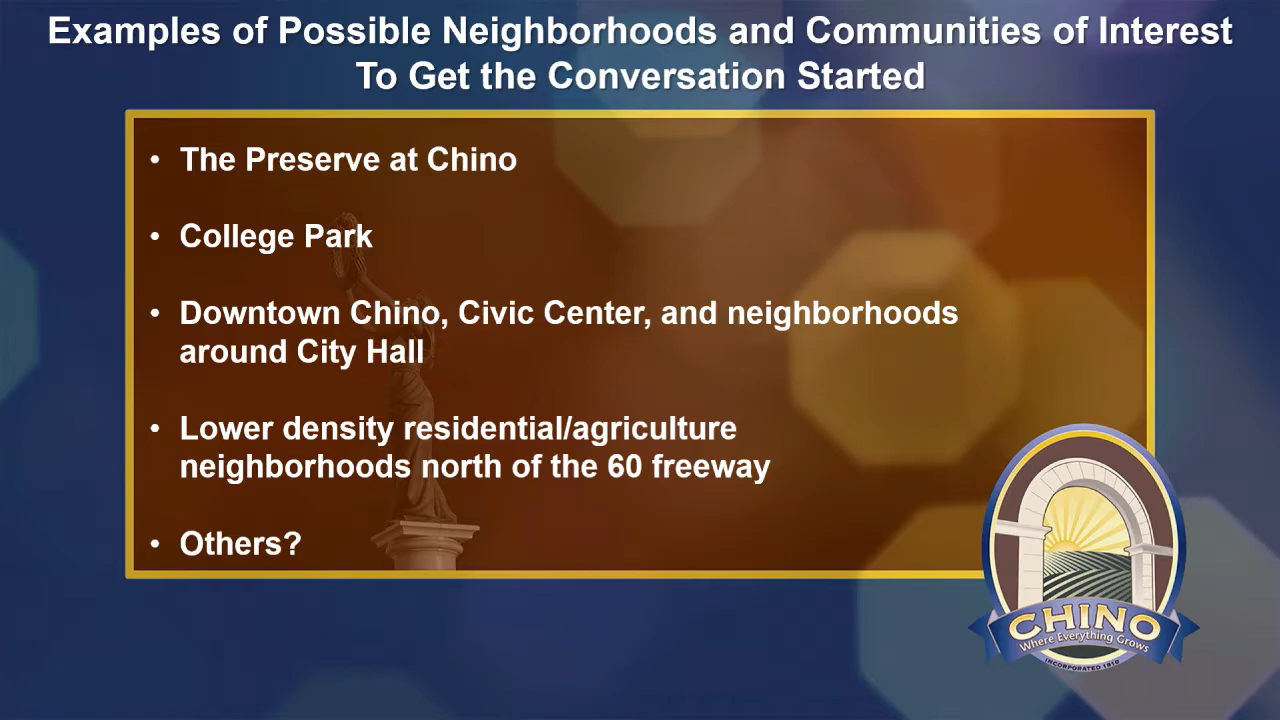 Examples of Possible Neighborhoods and Communities of Interest
To Get the Conversation Started
• The Preserve at Chino
• College Park
• Downtown Chino, Civic Center, and neighborhoods
around City Hall
• Lower density residential/agriculture
neighborhoods north of the 60 freeway
• Others?
CHINO
Where Everything Grows
INCORPORATED 1910